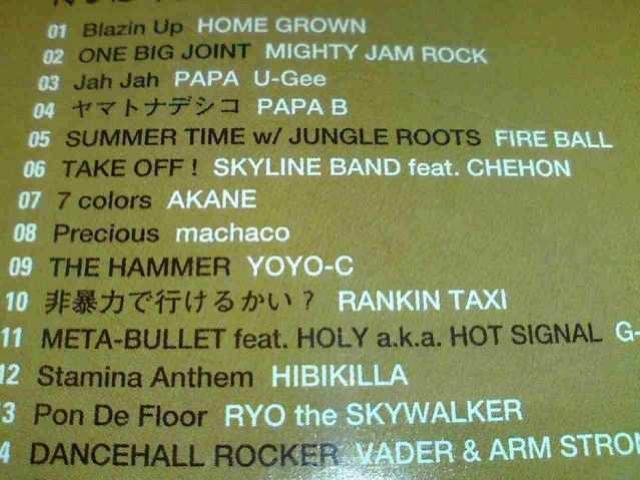 01 Blazin Up HOME GROWN
02 ONE BIG JOINT MIGHTY JAM ROCK
03 Jah Jah PAPA U-Gee
04 ヤマトナデシコ PAPA B
05 SUMMER TIME w/ JUNGLE ROOTS FIRE BALL
06 TAKE OFF! SKYLINE BAND feat. CHEHON
07 7 colors AKANE
08 Precious machaco
09 THE HAMMER YOYO-C
10 非暴力で行けるかい? RANKIN TAXI
11 META-BULLET feat. HOLY a.k.a. HOT SIGNAL G-
12 Stamina Anthem HIBIKILLA
3 Pon De Floor RYO the SKYWALKER
4 DANCEHALL ROCKER VADER & ARM STRON